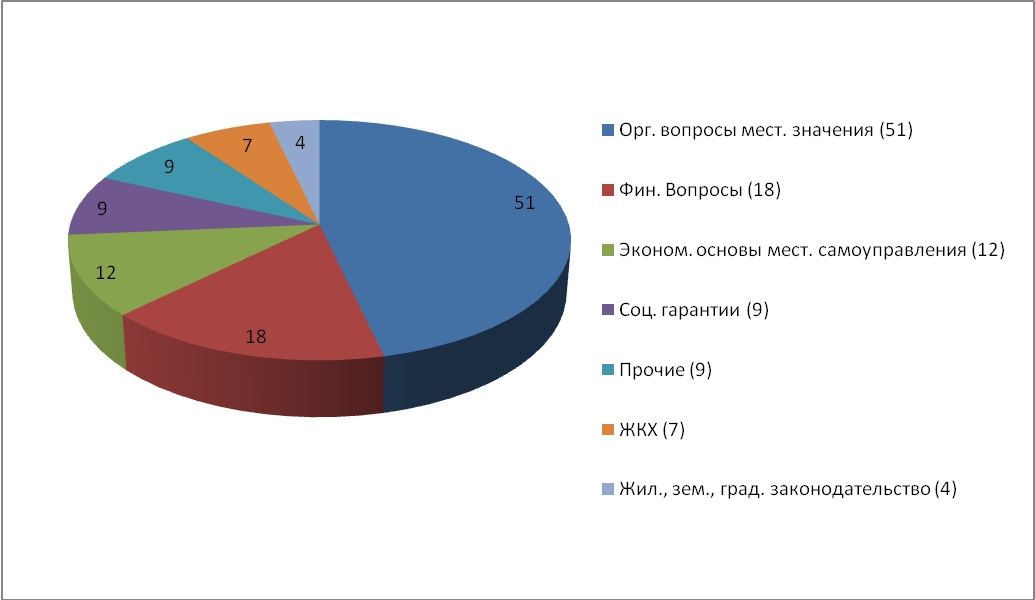 4
7
9
51
9
12
18
Орг. вопросы мест. значения (51)
Фин. Вопросы (18)
Эконом. основы мест. самоуправления (12)
Соц. гарантии (9)
Прочие (9)
ЖКХ (7)
Жил., зем., град. законодательство (4)